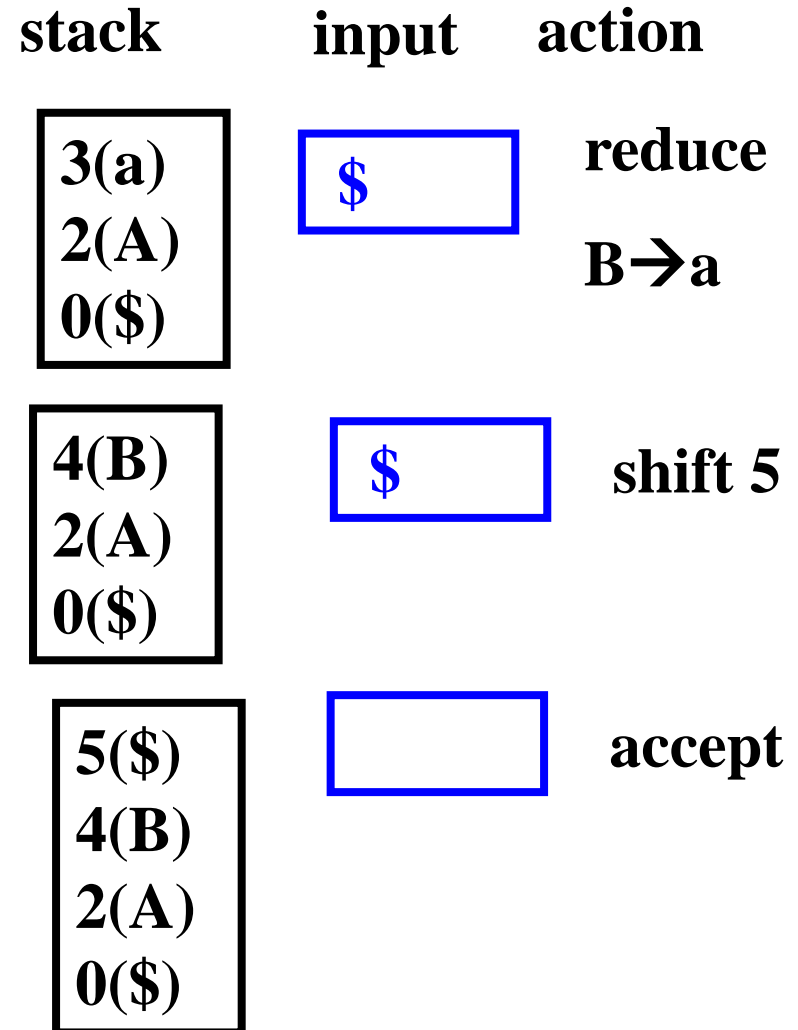 stack input action
3(a)
2(A)
0($)
$
reduce
B→a
4(B)
2(A)
0($)
$
shift 5
5($)
4(B)
2(A)
0($)
accept